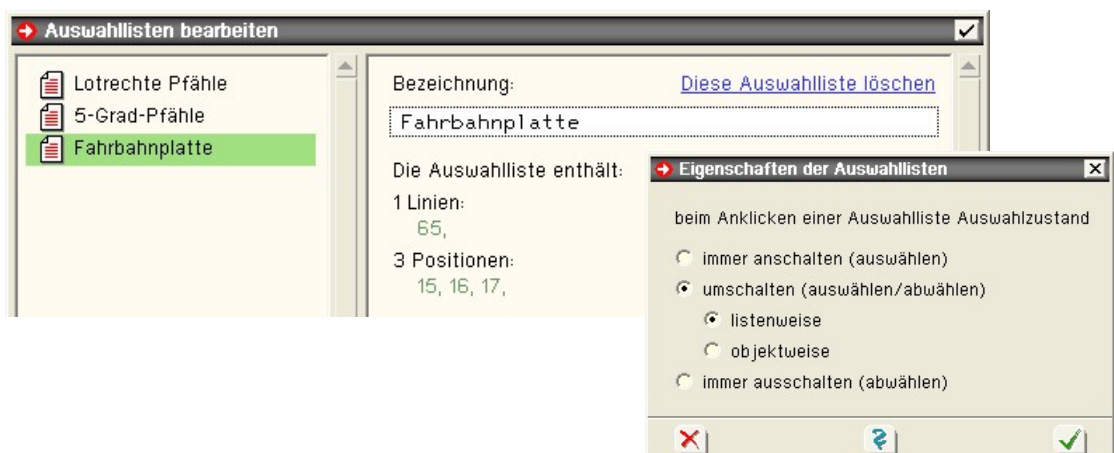 Auswahllisten bearbeiten
Lotrechte Pfähle
5-Grad-Pfähle
Fahrbahnplatte
Bezeichnung:
Diese Auswahlliste löschen
Fahrbahnplatte
Die Auswahlliste enthält:
1 Linien:
65,
3 Positionen:
15, 16, 17,
Eigenschaften der Auswahllisten
beim Anklicken einer Auswahlliste Auswahlzustand
immer anschalten (auswählen)
umschalten (auswählen/abwählen)
listenweise
objektweise
immer ausschalten (abwählen)